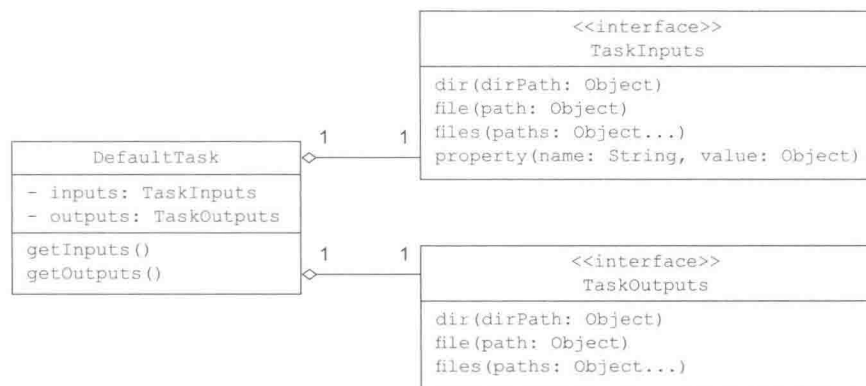 <<interface>>
TaskInputs
dir(dirPath: Object)
file(path: Object)
files(paths: Object...)
property(name: String, value: Object)
1
1
DefaultTask
- inputs: TaskInputs
- outputs: TaskOutputs
getInputs()
getOutputs()
1
1
<<interface>>
TaskOutputs
dir(dirPath: Object)
file(path: Object)
files(paths: Object...)